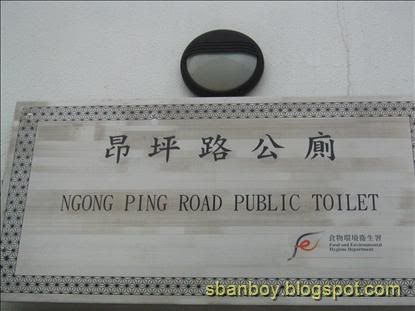 昂坪路公廁
NGONG PING ROAD PUBLIC TOILET
食物環境衞生署
Food and Environmental
Hygiene Department
sbanboy.blogspot.com